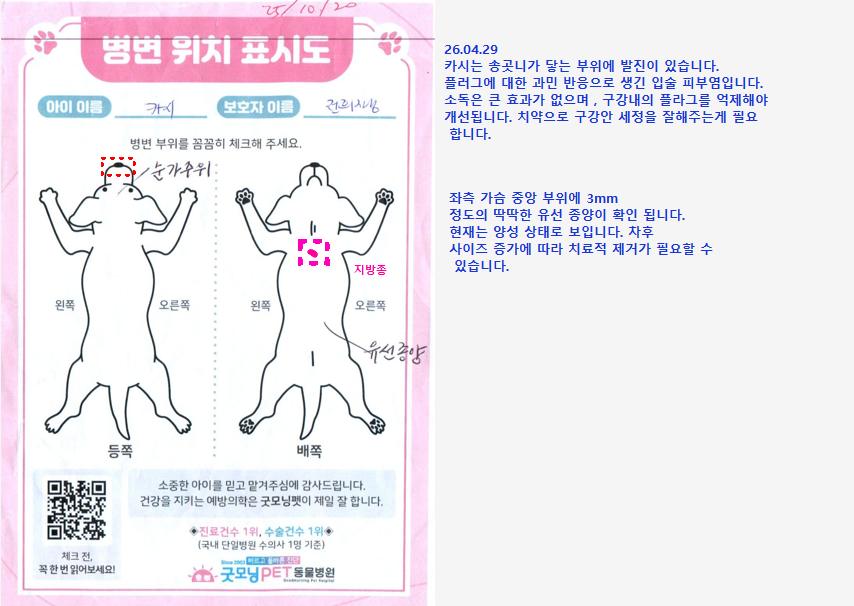 25/10/20
병변 위치 표시도
아이 이름 카시 보호자 이름
병변 부위를 꼼꼼히 체크해 주세요.
눈가주위
지방종
왼쪽 오른쪽 왼쪽 오른쪽
유선종양
등쪽 배쪽
소중한 아이를 믿고 맡겨주심에 감사드립니다.
건강을 지키는 예방의학은 굿모닝펫이 제일 잘 합니다.
◈진료건수 1위, 수술건수 1위◈
(국내 단일병원 수의사 1명 기준)
체크 전,
꼭 한 번 읽어보세요!
Since 2003 빠르고 올바른 진단
굿모닝PET 동물병원
GoodMorning Pet Hospital
26.04.29
카시는 송곳니가 닿는 부위에 발진이 있습니다.
플러그에 대한 과민 반응으로 생긴 입술 피부염입니다.
소독은 큰 효과가 없으며 , 구강내의 플라그를 억제해야
개선됩니다. 치약으로 구강안 세정을 잘해주는게 필요
합니다.
좌측 가슴 중앙 부위에 3mm
정도의 딱딱한 유선 종양이 확인 됩니다.
현재는 양성 상태로 보입니다. 차후
사이즈 증가에 따라 치료적 제거가 필요할 수
있습니다.